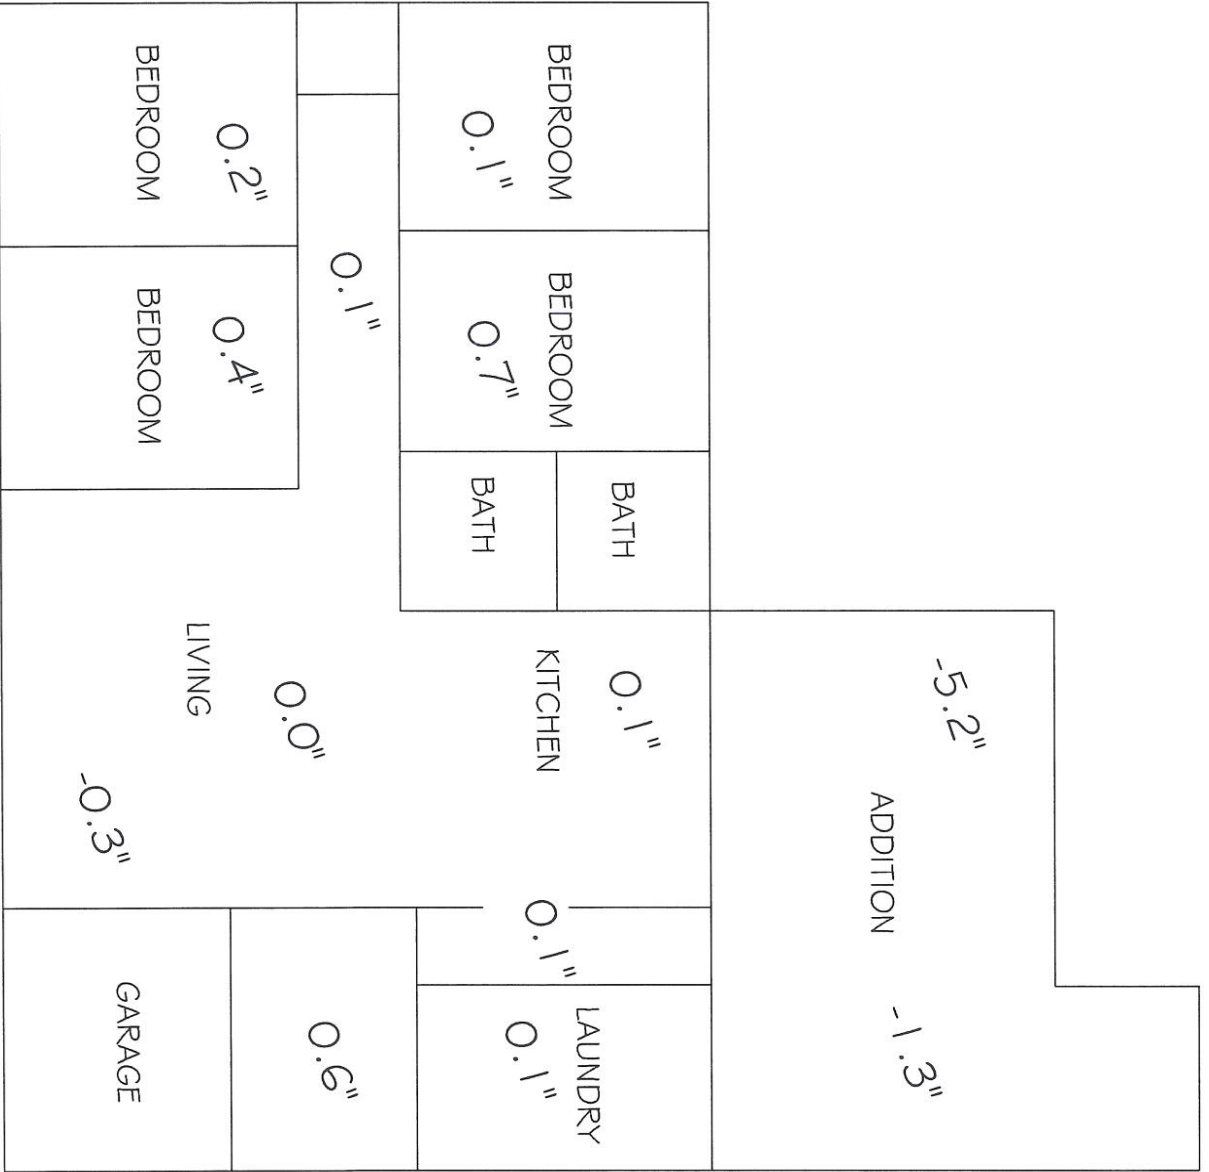 -5.2"
ADDITION
-1.3"
BEDROOM
0.1"
BEDROOM
0.7"
BATH
BATH
KITCHEN
0.1"
0.1"
LAUNDRY
0.1"
0.1"
0.0"
0.6"
BEDROOM
0.2"
BEDROOM
0.4"
LIVING
-0.3"
GARAGE